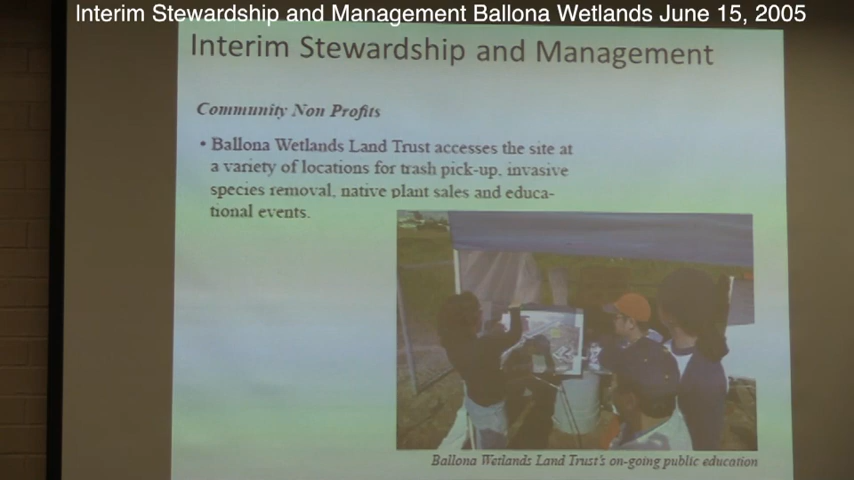 Interim Stewardship and Management Ballona Wetlands June 15, 2005
Interim Stewardship and Management
Community Non Profits
• Ballona Wetlands Land Trust accesses the site at
a variety of locations for trash pick-up, invasive
species removal, native plant sales and educa-
tional events.
Ballona Wetlands Land Trust's on-going public education